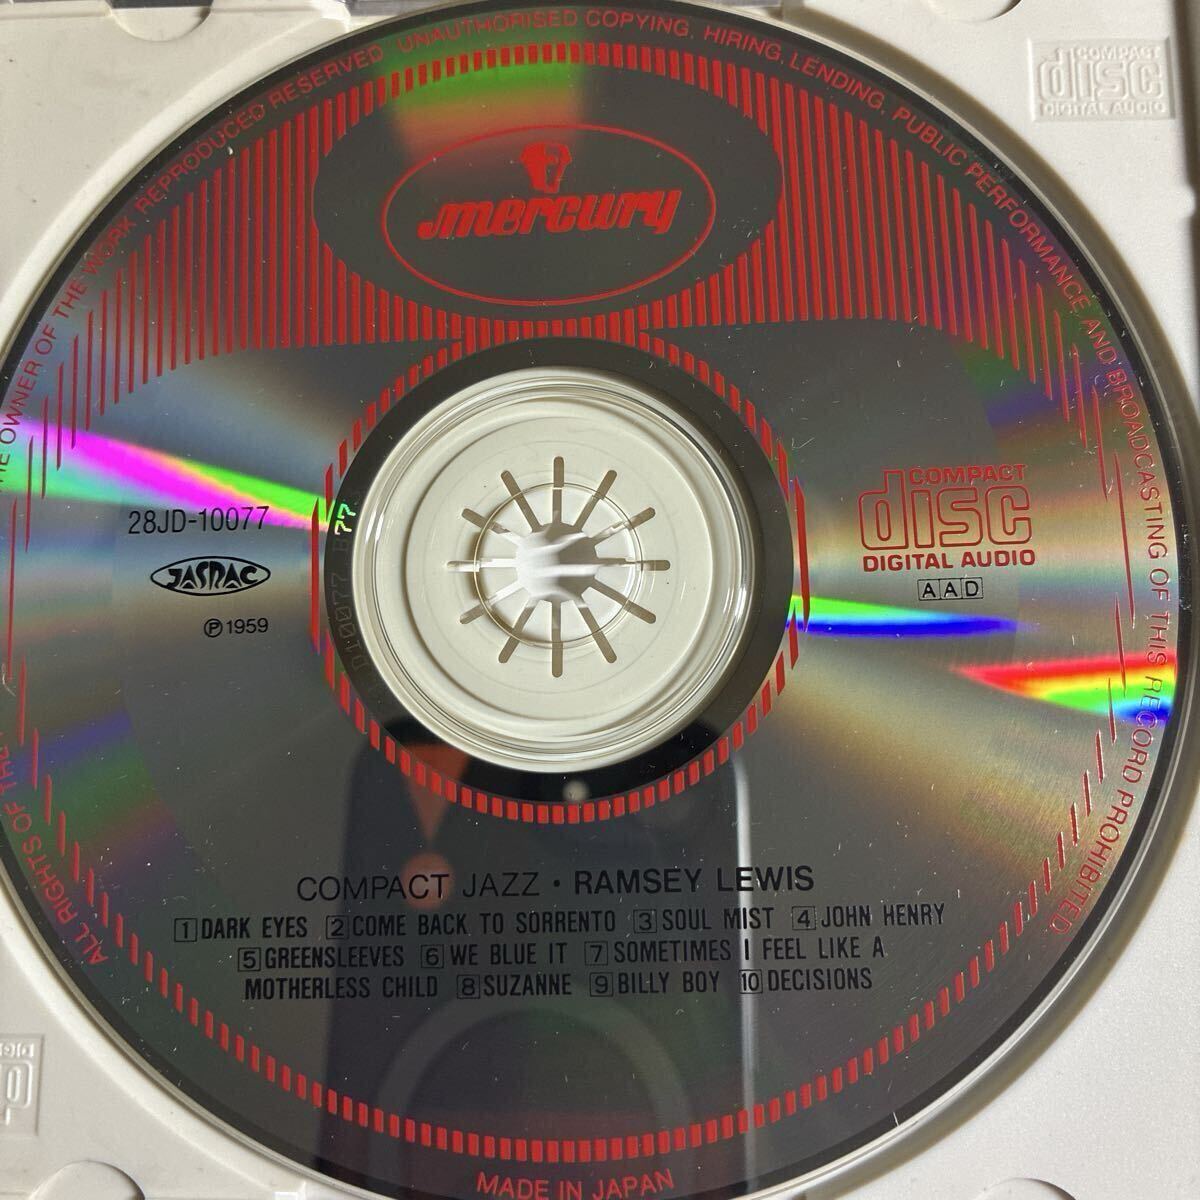 ALL RIGHTS OF THE OWNER OF THE WORK REPRODUCED RESERVED UNAUTHORISED COPYING, HIRING, LENDING, PUBLIC PERFORMANCE AND BROADCASTING OF THIS RECORD PROHIBITED
COMPACT
disc
DIGITAL AUDIO
mercury
28JD-10077
JASRAC
℗ 1959
COMPACT
disc
DIGITAL AUDIO
AAD
COMPACT JAZZ · RAMSEY LEWIS
1 DARK EYES 2 COME BACK TO SORRENTO 3 SOUL MIST 4 JOHN HENRY
5 GREENSLEEVES 6 WE BLUE IT 7 SOMETIMES I FEEL LIKE A
MOTHERLESS CHILD 8 SUZANNE 9 BILLY BOY 10 DECISIONS
MADE IN JAPAN